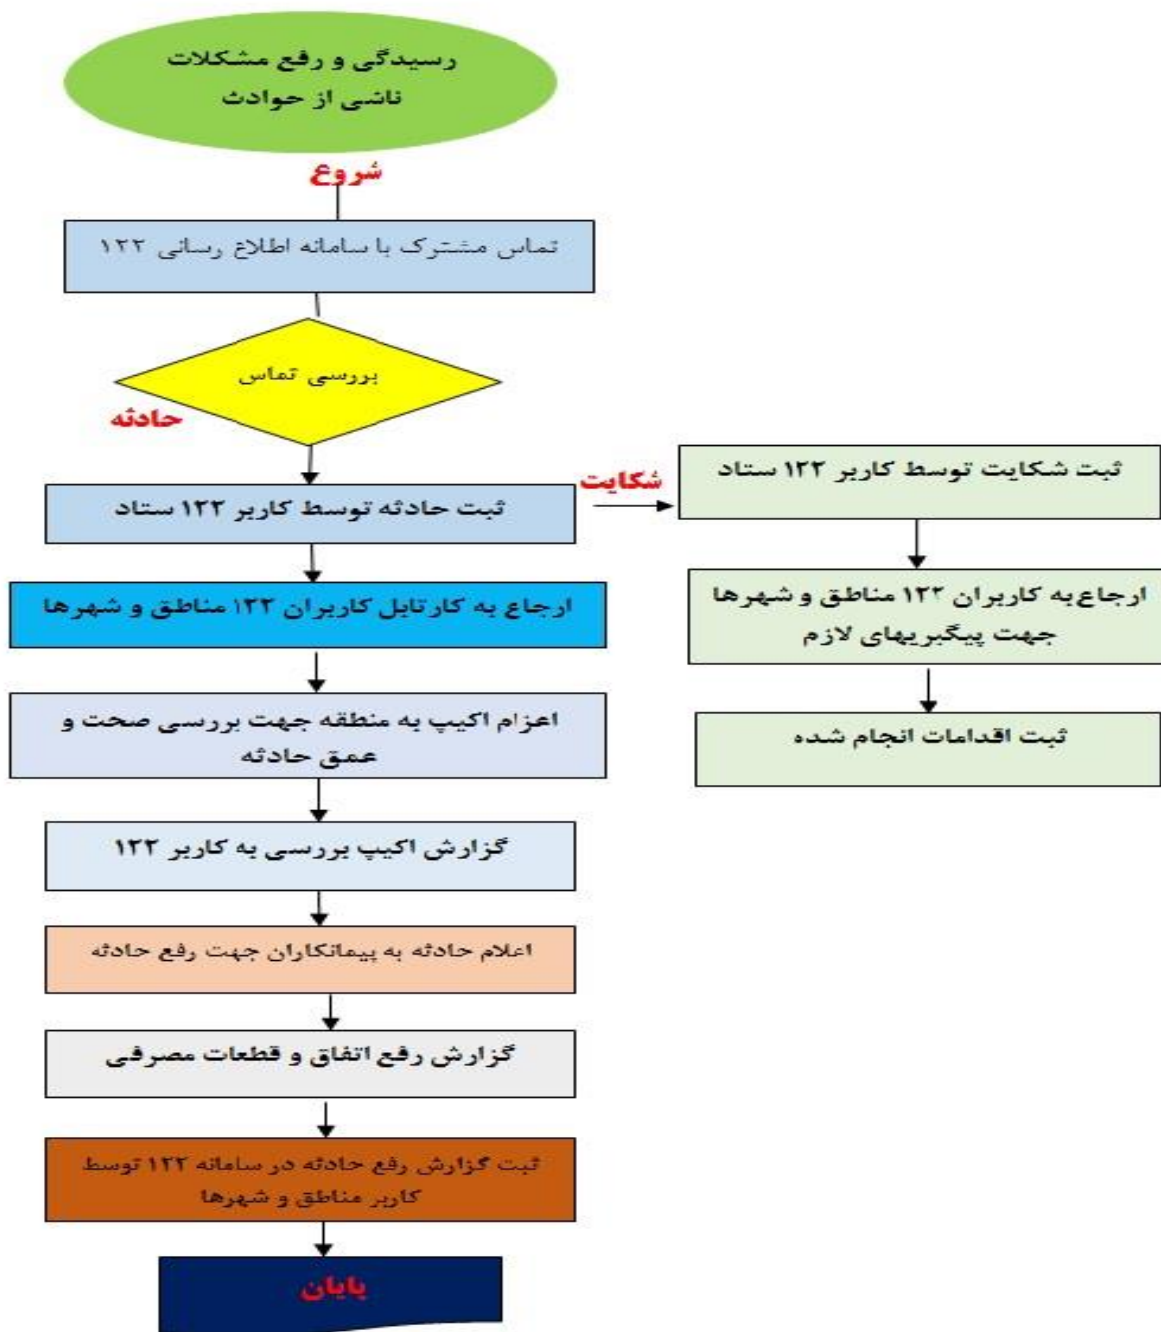 رسیدگی و رفع مشکلات
ناشی از حوادث
شروع
تماس مشترک با سامانه اطلاع رسانی ۱۲۲
بررسی تماس
حادثه
ثبت حادثه توسط کاربر ۱۲۲ ستاد
شکایت
ثبت شکایت توسط کاربر ۱۲۲ ستاد
ارجاع به کاربران ۱۲۲ مناطق و شهرها
جهت پیگیریهای لازم
ثبت اقدامات انجام شده
ارجاع به کارتابل کاربران ۱۲۲ مناطق و شهرها
اعزام اکیپ به منطقه جهت بررسی صحت و
عمق حادثه
گزارش اکیپ بررسی به کاربر ۱۲۲
اعلام حادثه به پیمانکاران جهت رفع حادثه
گزارش رفع اتفاق و قطعات مصرفی
ثبت گزارش رفع حادثه در سامانه ۱۲۲ توسط
کاربر مناطق و شهرها
پایان